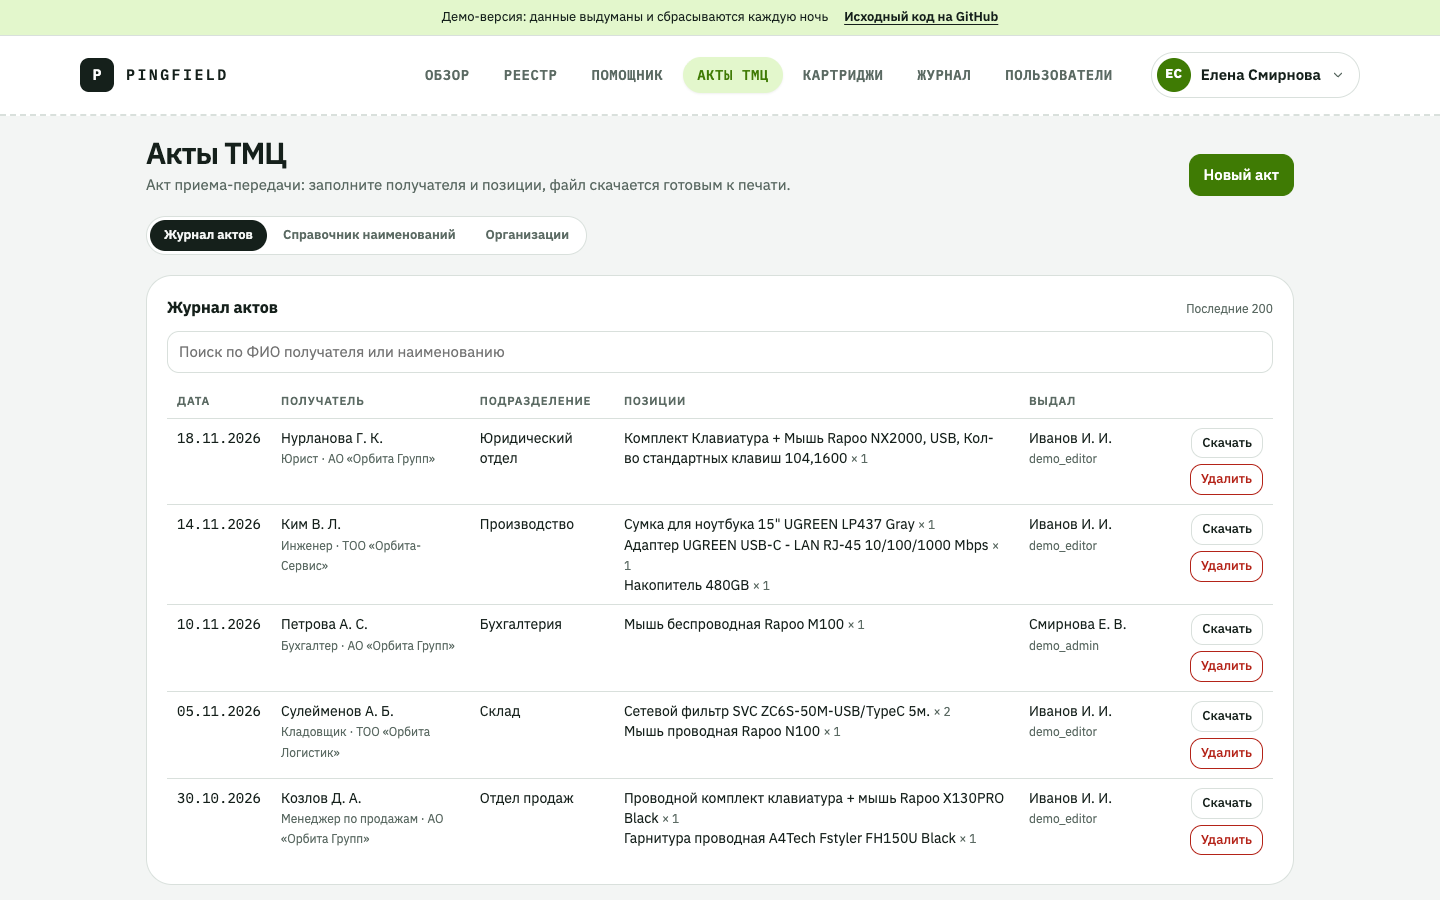 Демо-версия: данные выдуманы и сбрасываются каждую ночь Исходный код на GitHub
P PINGFIELD ОБЗОР РЕЕСТР ПОМОЩНИК АКТЫ ТМЦ КАРТРИДЖИ ЖУРНАЛ ПОЛЬЗОВАТЕЛИ ЕС Елена Смирнова
Акты ТМЦ
Акт приема-передачи: заполните получателя и позиции, файл скачается готовым к печати.
Новый акт
Журнал актов Справочник наименований Организации
Журнал актов
Последние 200
Поиск по ФИО получателя или наименованию
ДАТА ПОЛУЧАТЕЛЬ ПОДРАЗДЕЛЕНИЕ ПОЗИЦИИ ВЫДАЛ
18.11.2026 Нурланова Г. К. Юридический Комплект Клавиатура + Мышь Rapoo NX2000, USB, Кол- Иванов И. И. Скачать
Юрист · АО «Орбита Групп» отдел во стандартных клавиш 104,1600 × 1 demo_editor
Удалить
14.11.2026 Ким В. Л. Производство Сумка для ноутбука 15" UGREEN LP437 Gray × 1 Иванов И. И. Скачать
Инженер · ТОО «Орбита- Адаптер UGREEN USB-C - LAN RJ-45 10/100/1000 Mbps × demo_editor
Сервис» 1 Удалить
Накопитель 480GB × 1
10.11.2026 Петрова А. С. Бухгалтерия Мышь беспроводная Rapoo M100 × 1 Смирнова Е. В. Скачать
Бухгалтер · АО «Орбита Групп» demo_admin
Удалить
05.11.2026 Сулейменов А. Б. Склад Сетевой фильтр SVC ZC6S-50M-USB/TypeC 5м. × 2 Иванов И. И. Скачать
Кладовщик · ТОО «Орбита Мышь проводная Rapoo N100 × 1 demo_editor
Логистик» Удалить
30.10.2026 Козлов Д. А. Отдел продаж Проводной комплект клавиатура + мышь Rapoo X130PRO Иванов И. И. Скачать
Менеджер по продажам · АО Black × 1 demo_editor
«Орбита Групп» Гарнитура проводная A4Tech Fstyler FH150U Black × 1 Удалить